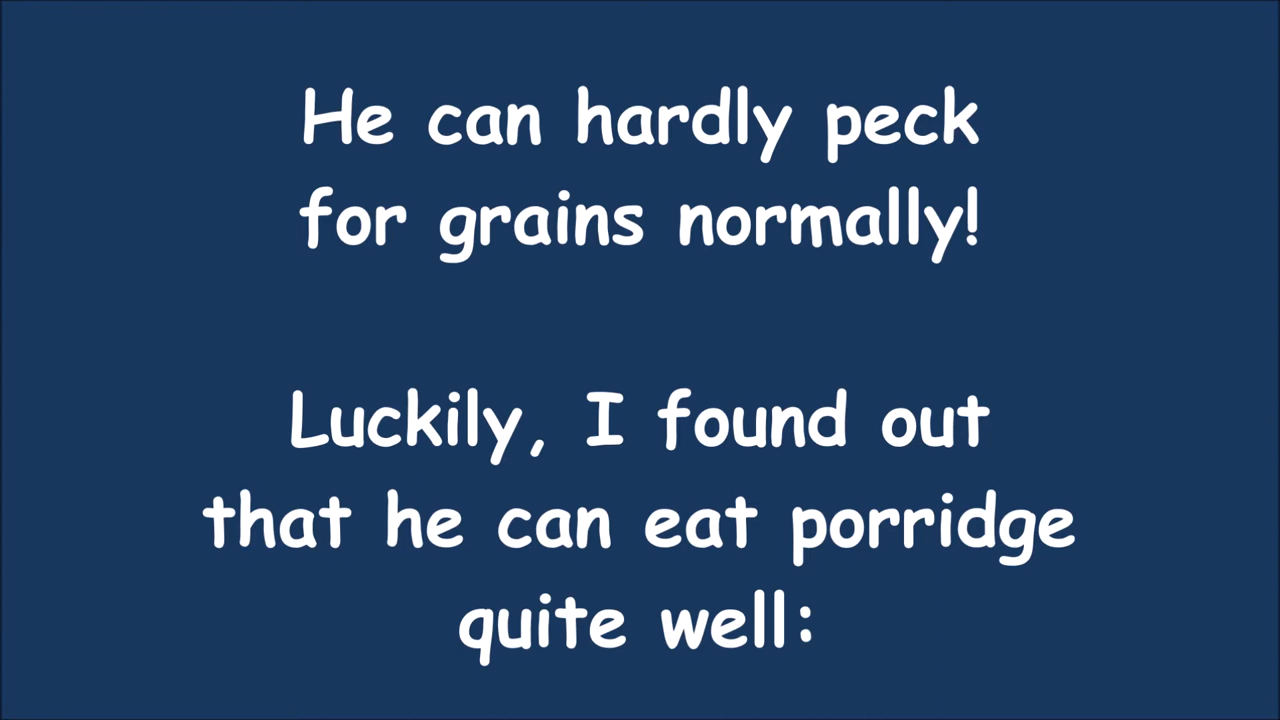 He can hardly peck
for grains normally!
Luckily, I found out
that he can eat porridge
quite well: